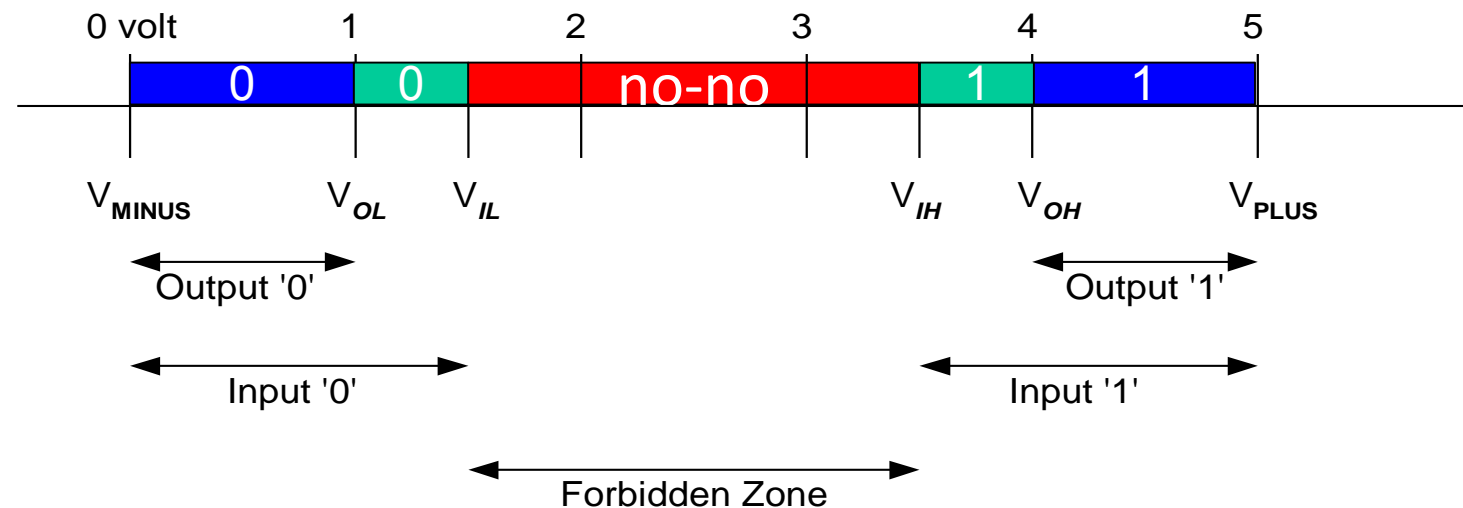 0 volt 1 2 3 4 5
0 0 no-no 1 1
VMINUS VOL VIL VIH VOH VPLUS
Output '0' Output '1'
Input '0' Input '1'
Forbidden Zone